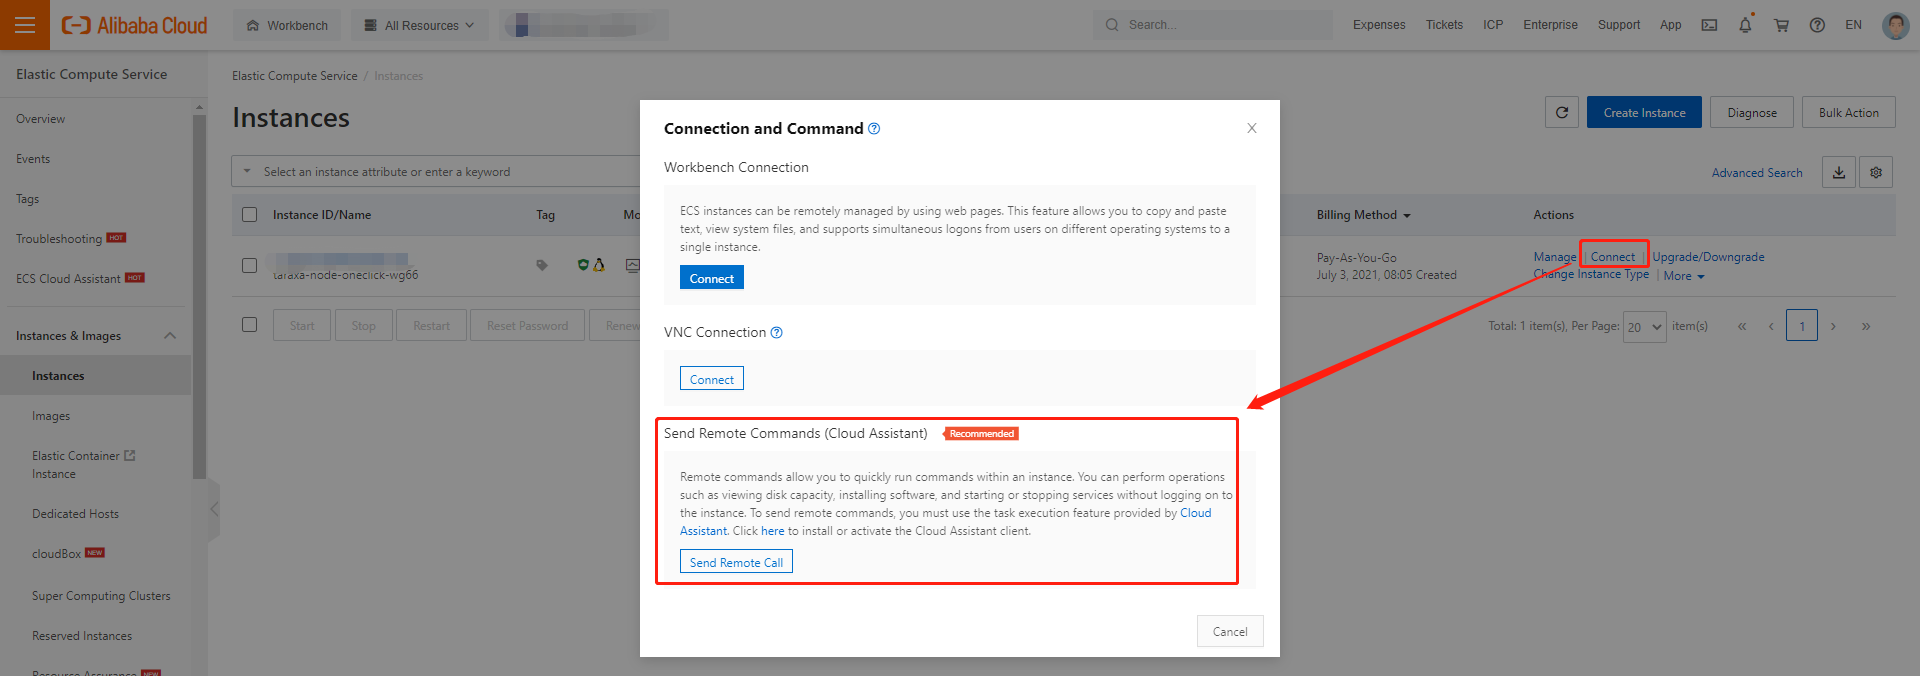 Alibaba Cloud
Workbench
All Resources
Search...
Expenses
Tickets
ICP
Enterprise
Support
App
EN
Elastic Compute Service
Overview
Events
Tags
Troubleshooting HOT
ECS Cloud Assistant HOT
Instances & Images
Instances
Images
Elastic Container
Instance
Dedicated Hosts
cloudBox NEW
Super Computing Clusters
Reserved Instances
Resource Assurance NEW
Elastic Compute Service / Instances
Instances
Create Instance
Diagnose
Bulk Action
Select an instance attribute or enter a keyword
Advanced Search
Instance ID/Name
Tag
Mo
Billing Method
Actions
taraxa-node-oneclick-wg66
Pay-As-You-Go
July 3, 2021, 08:05 Created
Manage | Connect | Upgrade/Downgrade
Change Instance Type | More
Start
Stop
Restart
Reset Password
Renew
Total: 1 item(s), Per Page: 20 item(s) « ‹ 1 › »
Connection and Command ?
Workbench Connection
ECS instances can be remotely managed by using web pages. This feature allows you to copy and paste
text, view system files, and supports simultaneous logons from users on different operating systems to a
single instance.
Connect
VNC Connection ?
Connect
Send Remote Commands (Cloud Assistant) Recommended
Remote commands allow you to quickly run commands within an instance. You can perform operations
such as viewing disk capacity, installing software, and starting or stopping services without logging on to
the instance. To send remote commands, you must use the task execution feature provided by Cloud
Assistant. Click here to install or activate the Cloud Assistant client.
Send Remote Call
Cancel